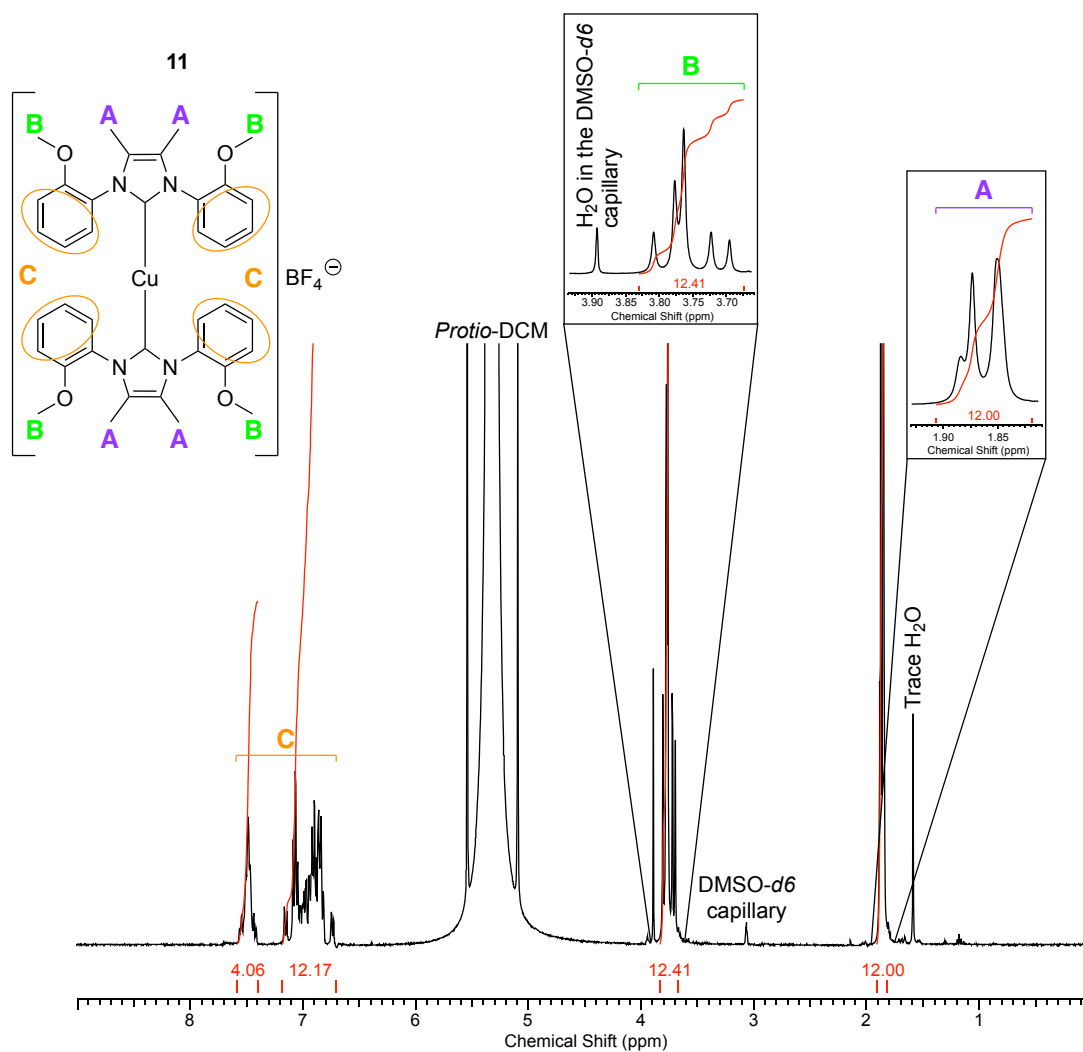 11
A A
B B
O O
N N
C Cu C BF4⊖
N N
O O
B B
A A
H2O in the DMSO-d6
capillary
B
12.41
3.90 3.85 3.80 3.75 3.70
Chemical Shift (ppm)
A
12.00
1.90 1.85
Chemical Shift (ppm)
Protio-DCM
C
DMSO-d6
capillary
Trace H2O
4.06 12.17 12.41 12.00
8 7 6 5 4 3 2 1
Chemical Shift (ppm)